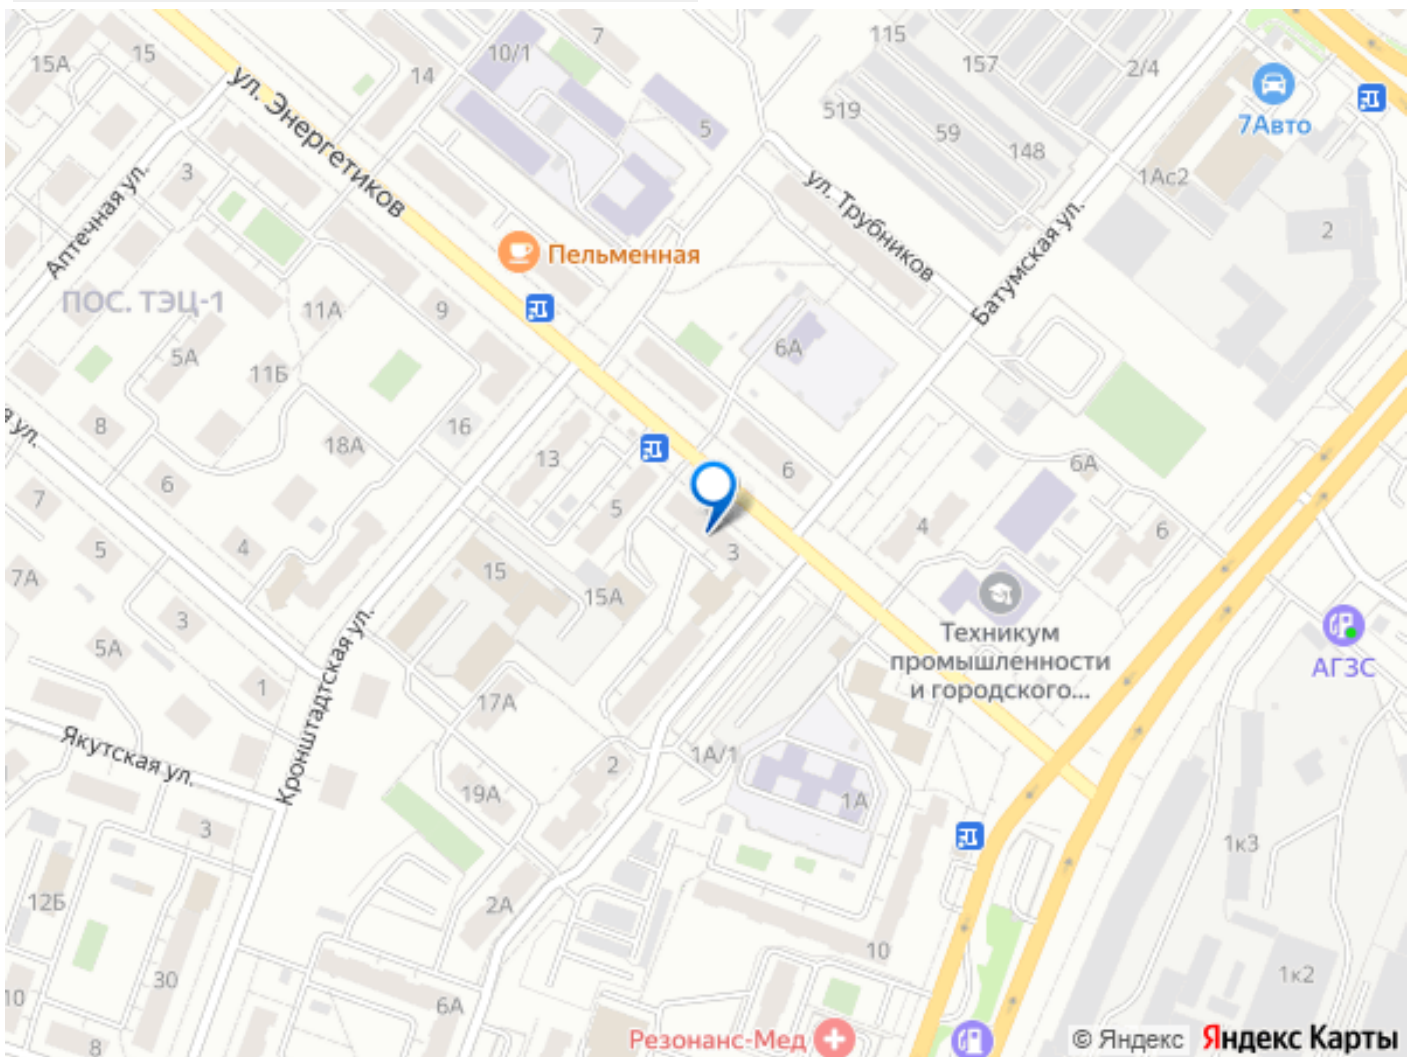 15А
15
10/1
7
14
5
115
157
2/4
519
59
148
7Авто
1Ас2
2
ул. Энергетиков
Аптечная ул.
3
ул. Трубников
Батумская ул.
Пельменная
ПОС. ТЭЦ-1
11А
9
5А
11Б
6А
8
18А
16
13
6
6А
я ул.
7
6
5
4
6
5
4
3
7А
15
15А
3
5А
Техникум
промышленности
и городского...
АГЗС
1
17А
Кронштадтская ул.
Якутская ул.
2
1А/1
19А
1А
3
1к3
12Б
2А
10
30
1к2
10
6А
8
Резонанс-Мед
© Яндекс Яндекс Карты